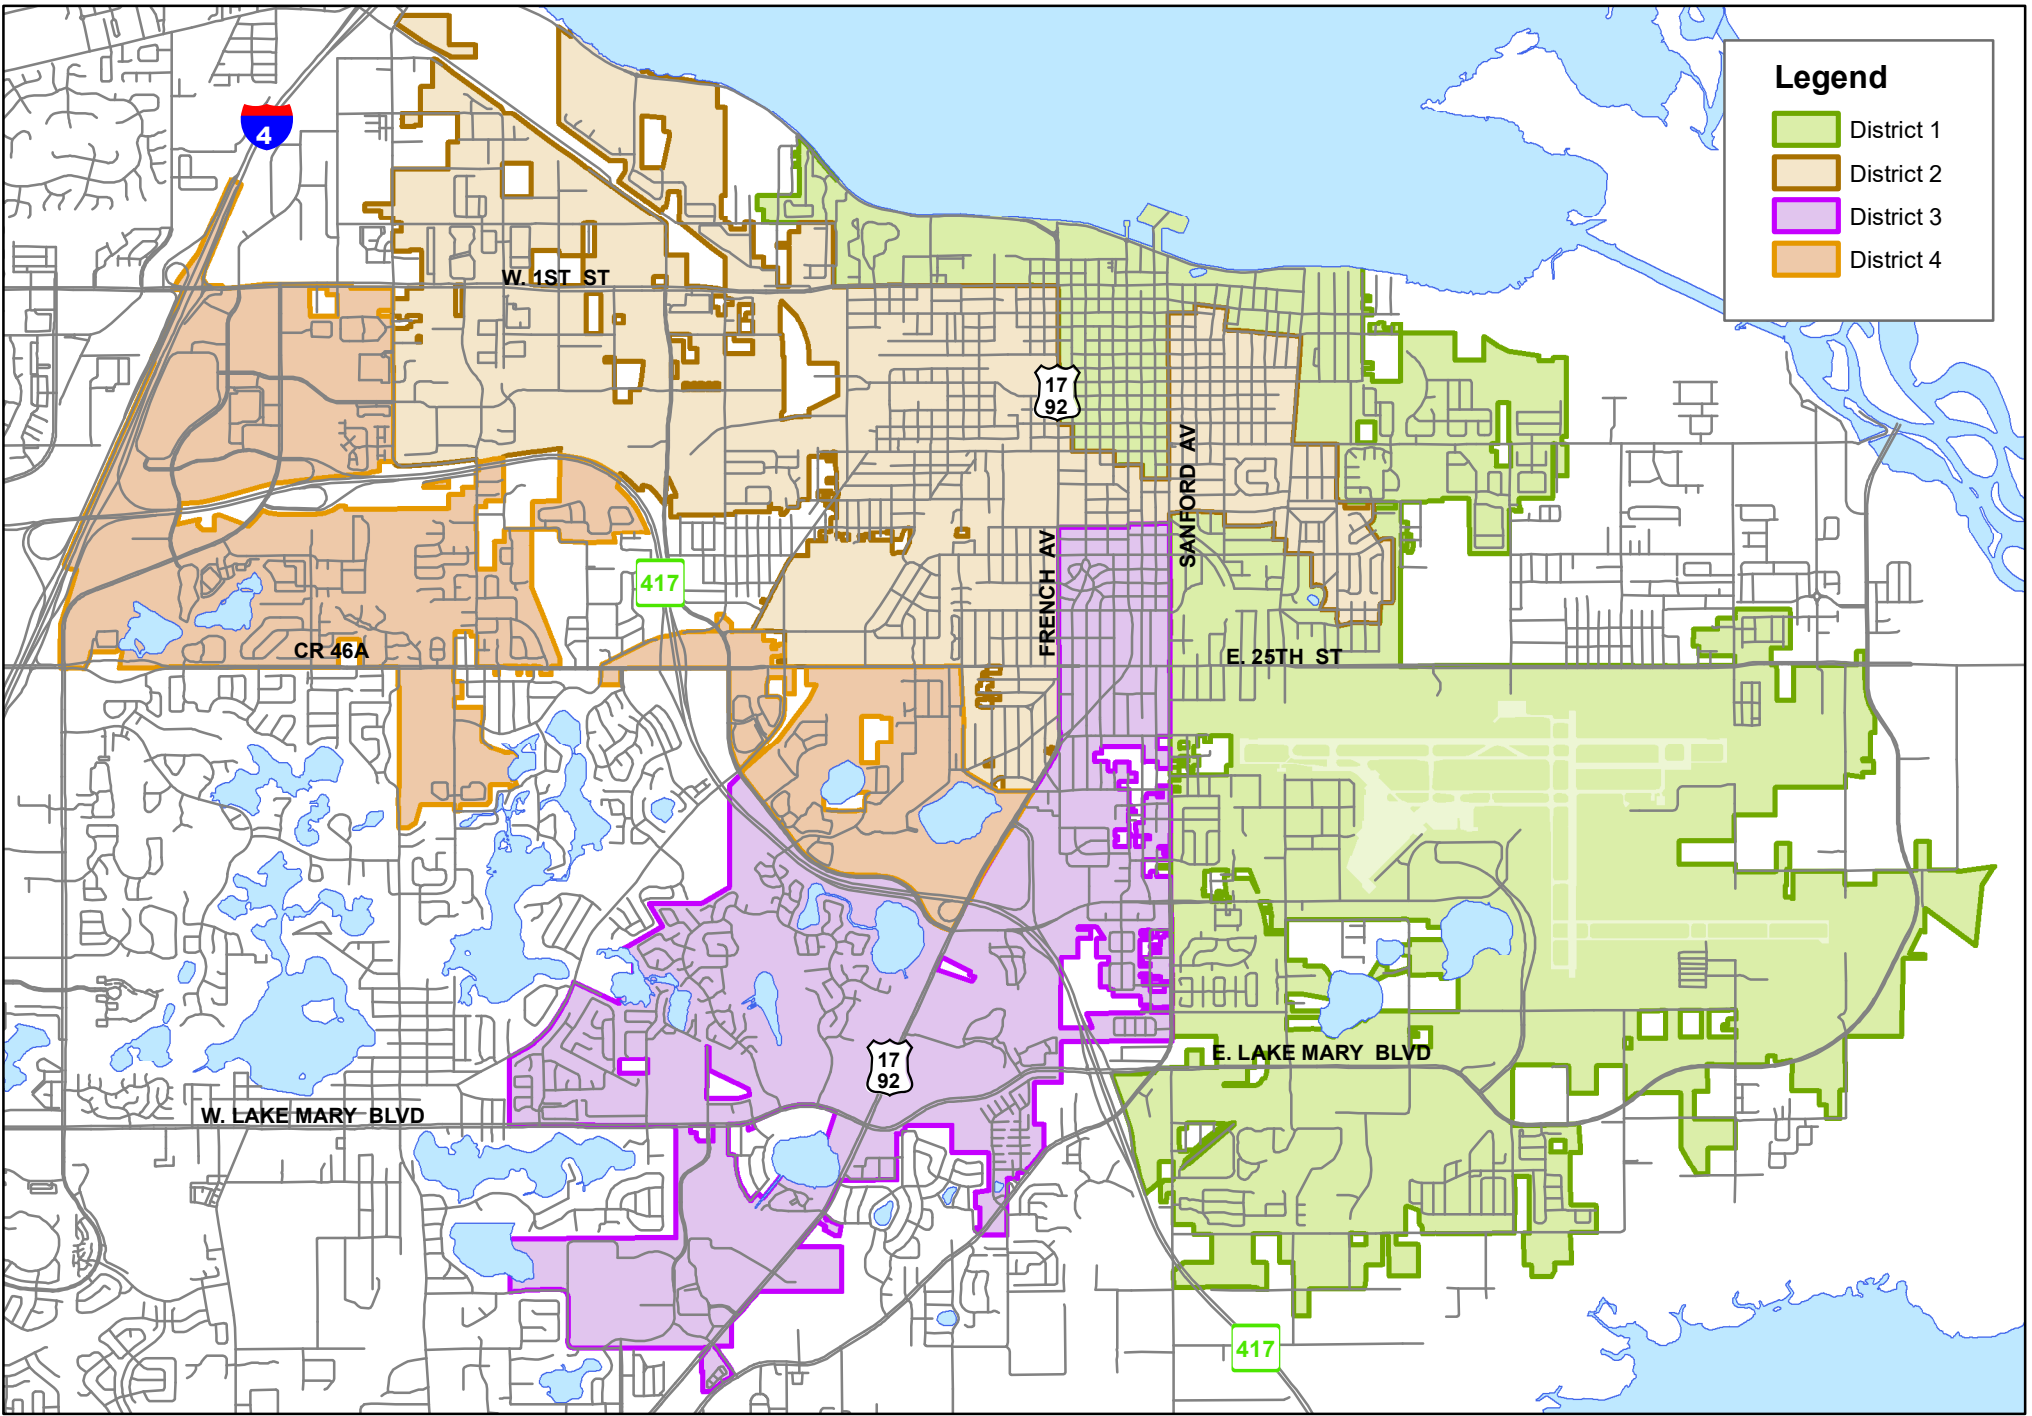 Legend
District 1
District 2
District 3
District 4
4
W. 1ST ST
17
92
SANFORD AV
FRENCH AV
417
CR 46A
E. 25TH ST
17
92
E. LAKE MARY BLVD
W. LAKE MARY BLVD
417